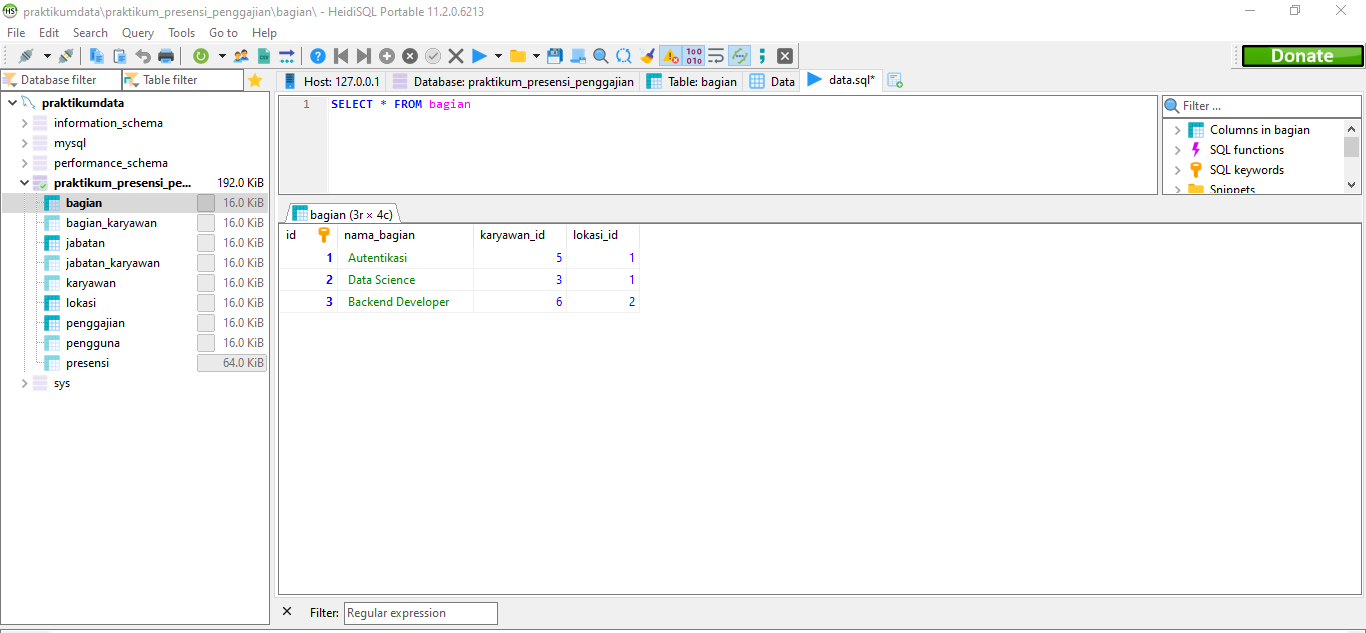 praktikumdata\praktikum_presensi_penggajian\bagian\ - HeidiSQL Portable 11.2.0.6213
File Edit Search Query Tools Go to Help
Donate
Database filter Table filter
Host: 127.0.0.1 Database: praktikum_presensi_penggajian Table: bagian Data data.sql*
praktikumdata
information_schema
mysql
performance_schema
praktikum_presensi_pe... 192.0 KiB
bagian 16.0 KiB
bagian_karyawan 16.0 KiB
jabatan 16.0 KiB
jabatan_karyawan 16.0 KiB
karyawan 16.0 KiB
lokasi 16.0 KiB
penggajian 16.0 KiB
pengguna 16.0 KiB
presensi 64.0 KiB
sys
1 SELECT * FROM bagian
Filter ...
Columns in bagian
SQL functions
SQL keywords
Snippets
bagian (3r × 4c)
id nama_bagian karyawan_id lokasi_id
1 Autentikasi 5 1
2 Data Science 3 1
3 Backend Developer 6 2
Filter: Regular expression